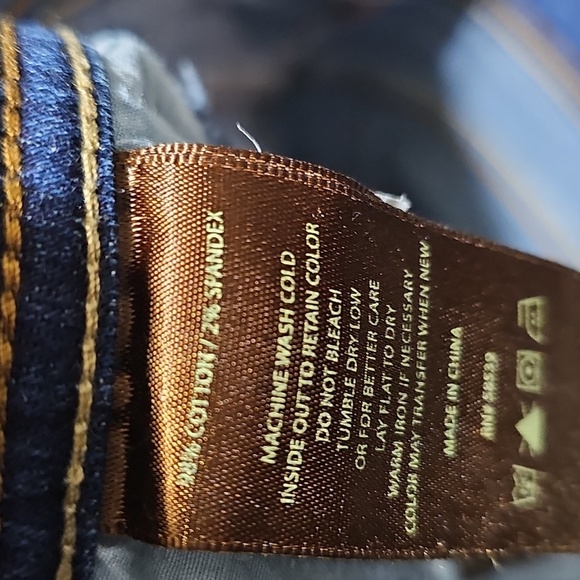 98% COTTON / 2% SPANDEX
MACHINE WASH COLD
INSIDE OUT TO RETAIN COLOR
DO NOT BLEACH
TUMBLE DRY LOW
OR FOR BETTER CARE
LAY FLAT TO DRY
WARM IRON IF NECESSARY
COLOR MAY TRANSFER WHEN NEW
MADE IN CHINA